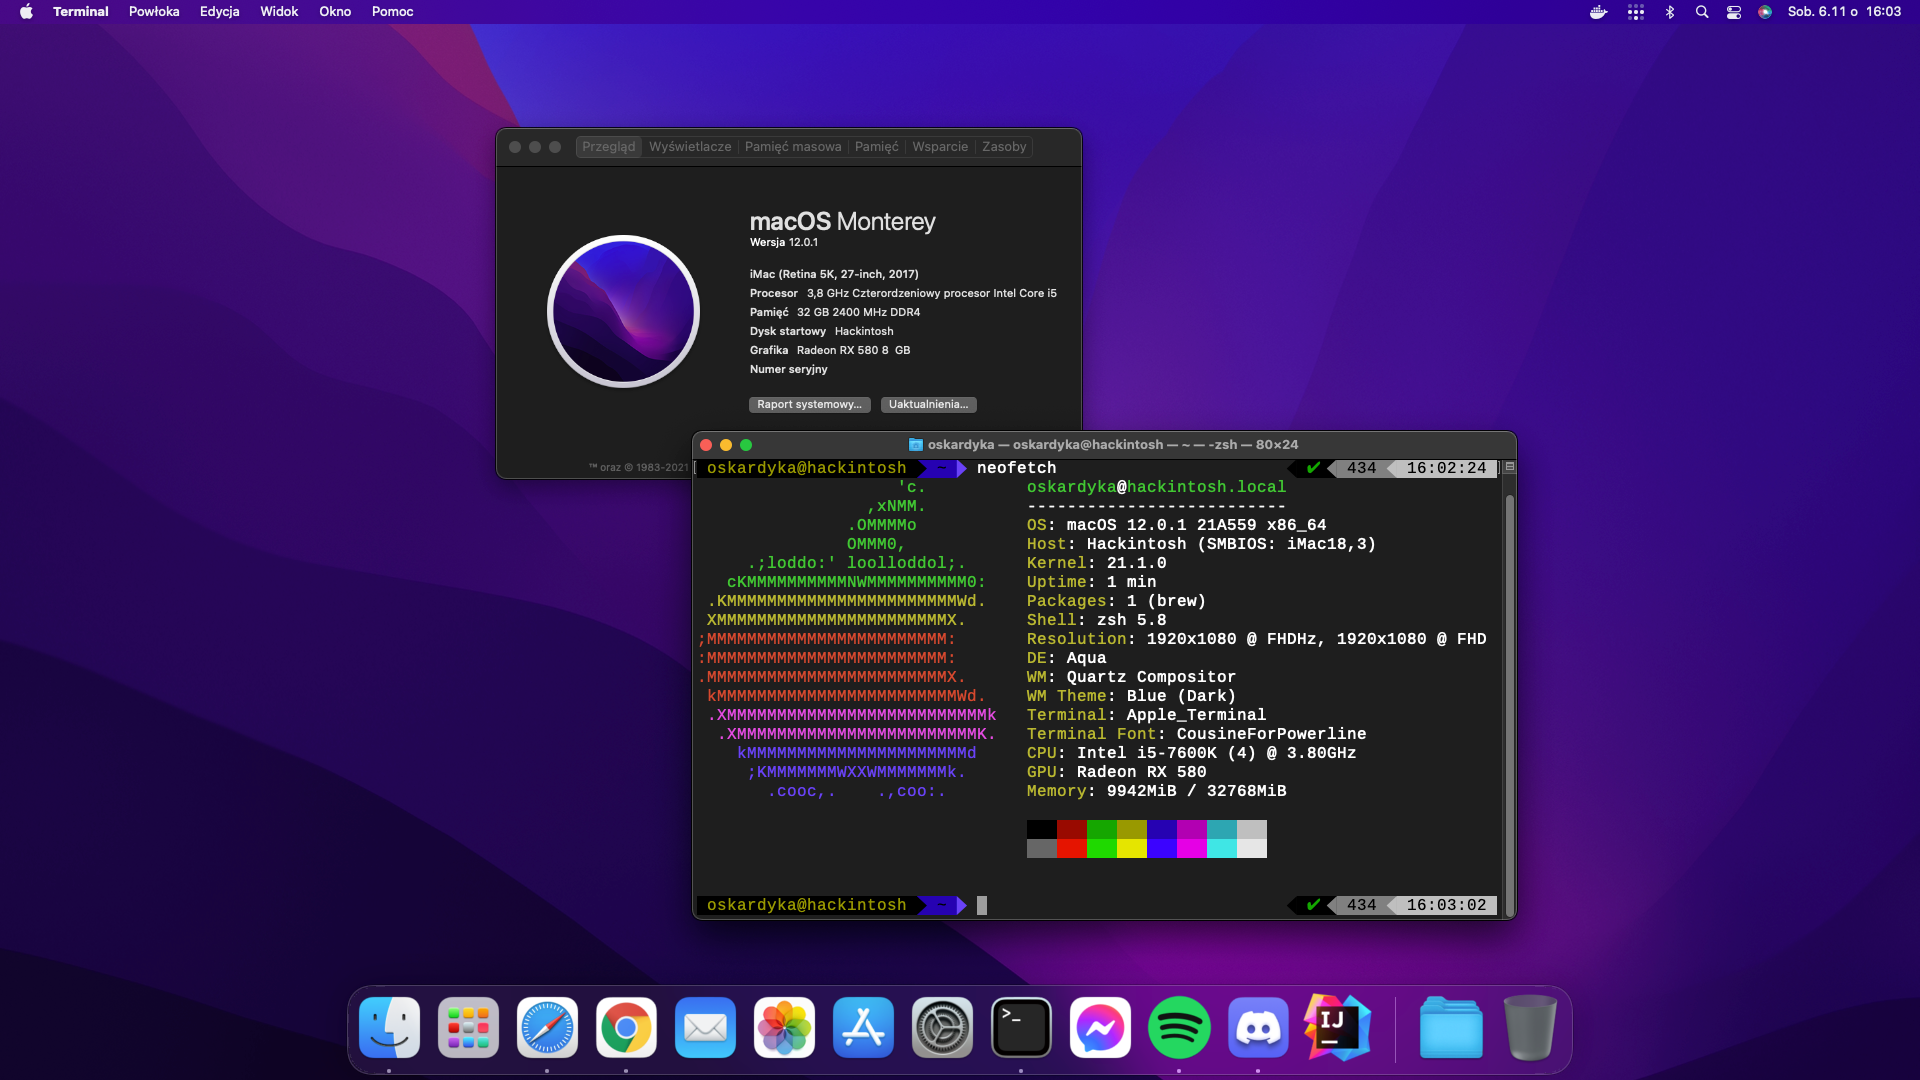 Terminal Powłoka Edycja Widok Okno Pomoc
Sob. 6.11 o 16:03
Przegląd Wyświetlacze Pamięć masowa Pamięć Wsparcie Zasoby
macOS Monterey
Wersja 12.0.1
iMac (Retina 5K, 27-inch, 2017)
Procesor 3,8 GHz Czterordzeniowy procesor Intel Core i5
Pamięć 32 GB 2400 MHz DDR4
Dysk startowy Hackintosh
Grafika Radeon RX 580 8 GB
Numer seryjny
Raport systemowy... Uaktualnienia...
™ oraz © 1983-2021
oskardyka — oskardyka@hackintosh — ~ — -zsh — 80×24
oskardyka@hackintosh ~ neofetch ✔ 434 16:02:24
'c. oskardyka@hackintosh.local
,xNMM. --------------------------
.OMMMMo OS: macOS 12.0.1 21A559 x86_64
OMMM0, Host: Hackintosh (SMBIOS: iMac18,3)
.;loddo:' loolloddol;. Kernel: 21.1.0
cKMMMMMMMMMMNWMMMMMMMMMM0: Uptime: 1 min
.KMMMMMMMMMMMMMMMMMMMMMMMWd. Packages: 1 (brew)
XMMMMMMMMMMMMMMMMMMMMMMMX. Shell: zsh 5.8
;MMMMMMMMMMMMMMMMMMMMMMMM: Resolution: 1920x1080 @ FHDHz, 1920x1080 @ FHD
:MMMMMMMMMMMMMMMMMMMMMMMM: DE: Aqua
.MMMMMMMMMMMMMMMMMMMMMMMMX. WM: Quartz Compositor
kMMMMMMMMMMMMMMMMMMMMMMMMWd. WM Theme: Blue (Dark)
.XMMMMMMMMMMMMMMMMMMMMMMMMMMk Terminal: Apple_Terminal
.XMMMMMMMMMMMMMMMMMMMMMMMMK. Terminal Font: CousineForPowerline
kMMMMMMMMMMMMMMMMMMMMMMd CPU: Intel i5-7600K (4) @ 3.80GHz
;KMMMMMMMWXXWMMMMMMMk. GPU: Radeon RX 580
.cooc,. .,coo:. Memory: 9942MiB / 32768MiB
oskardyka@hackintosh ~ ✔ 434 16:03:02
>_
IJ